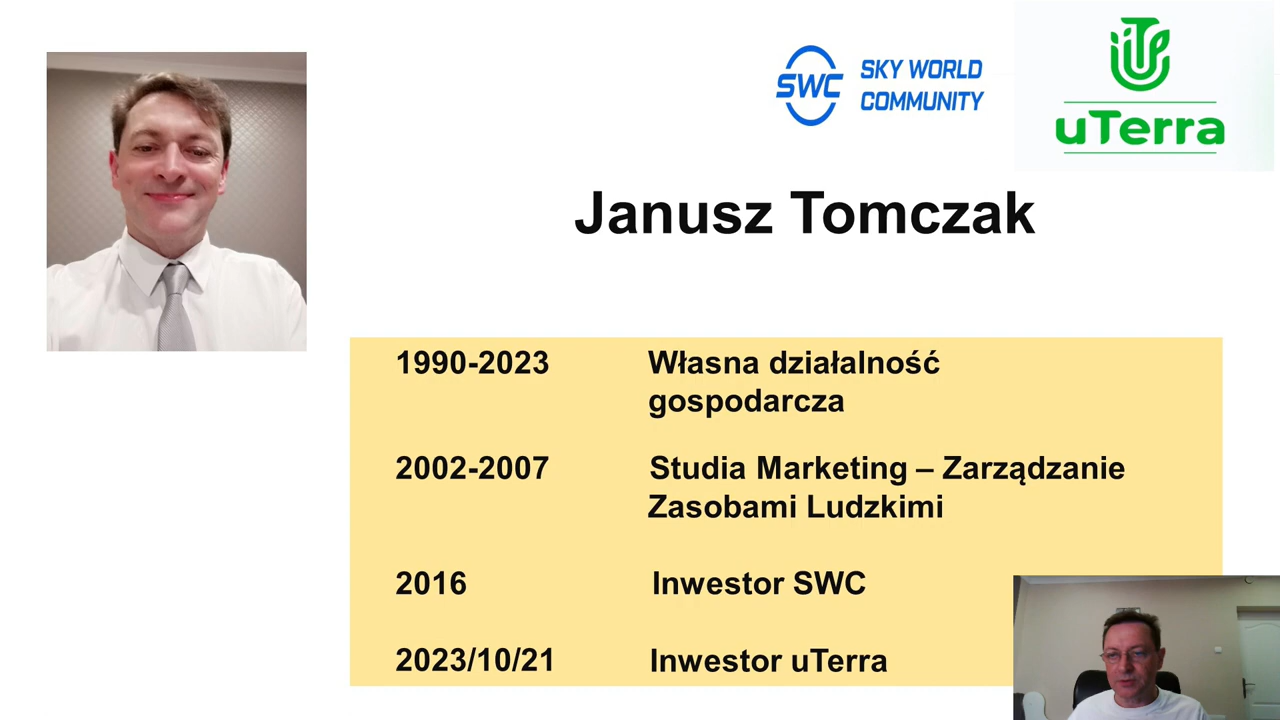 SWC
SKY WORLD
COMMUNITY
uTerra
Janusz Tomczak
1990-2023 Własna działalność
gospodarcza
2002-2007 Studia Marketing – Zarządzanie
Zasobami Ludzkimi
2016 Inwestor SWC
2023/10/21 Inwestor uTerra